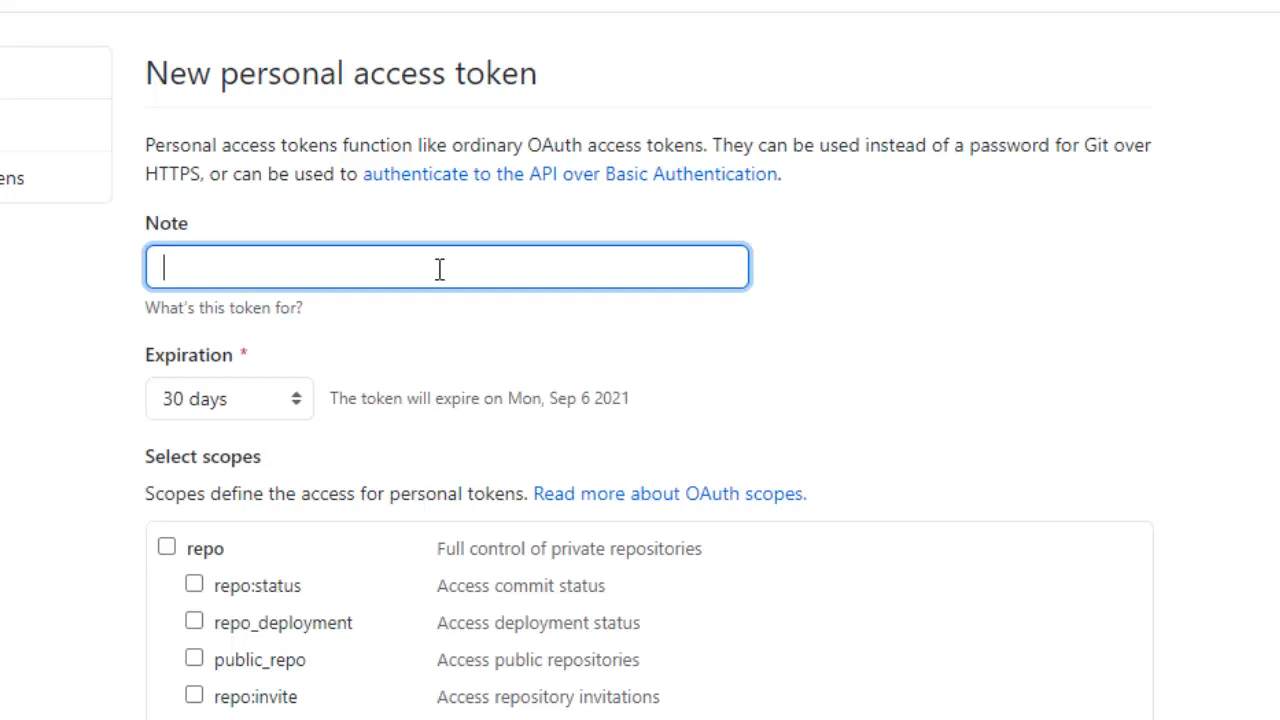 New personal access token
Personal access tokens function like ordinary OAuth access tokens. They can be used instead of a password for Git over
HTTPS, or can be used to authenticate to the API over Basic Authentication.
ens
Note
What's this token for?
Expiration *
30 days The token will expire on Mon, Sep 6 2021
Select scopes
Scopes define the access for personal tokens. Read more about OAuth scopes.
repo Full control of private repositories
repo:status Access commit status
repo_deployment Access deployment status
public_repo Access public repositories
repo:invite Access repository invitations